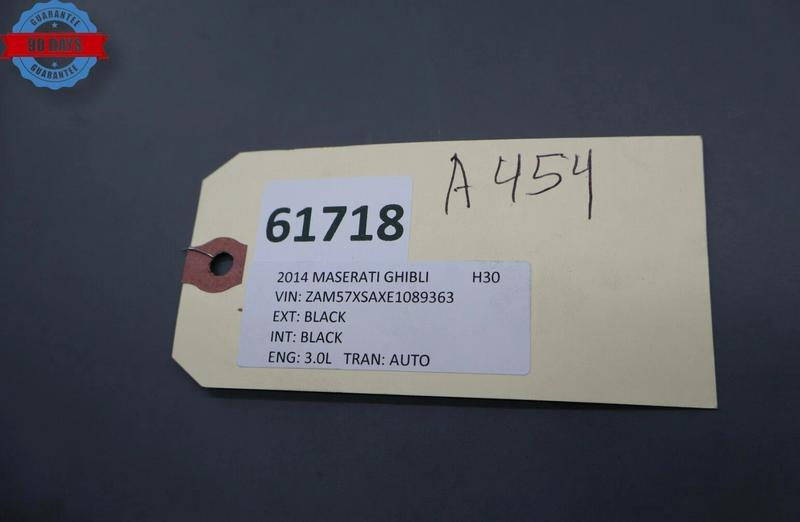 GUARANTEE
90 DAYS
GUARANTEE
A 454
61718
2014 MASERATI GHIBLI H30
VIN: ZAM57XSAXE1089363
EXT: BLACK
INT: BLACK
ENG: 3.0L TRAN: AUTO